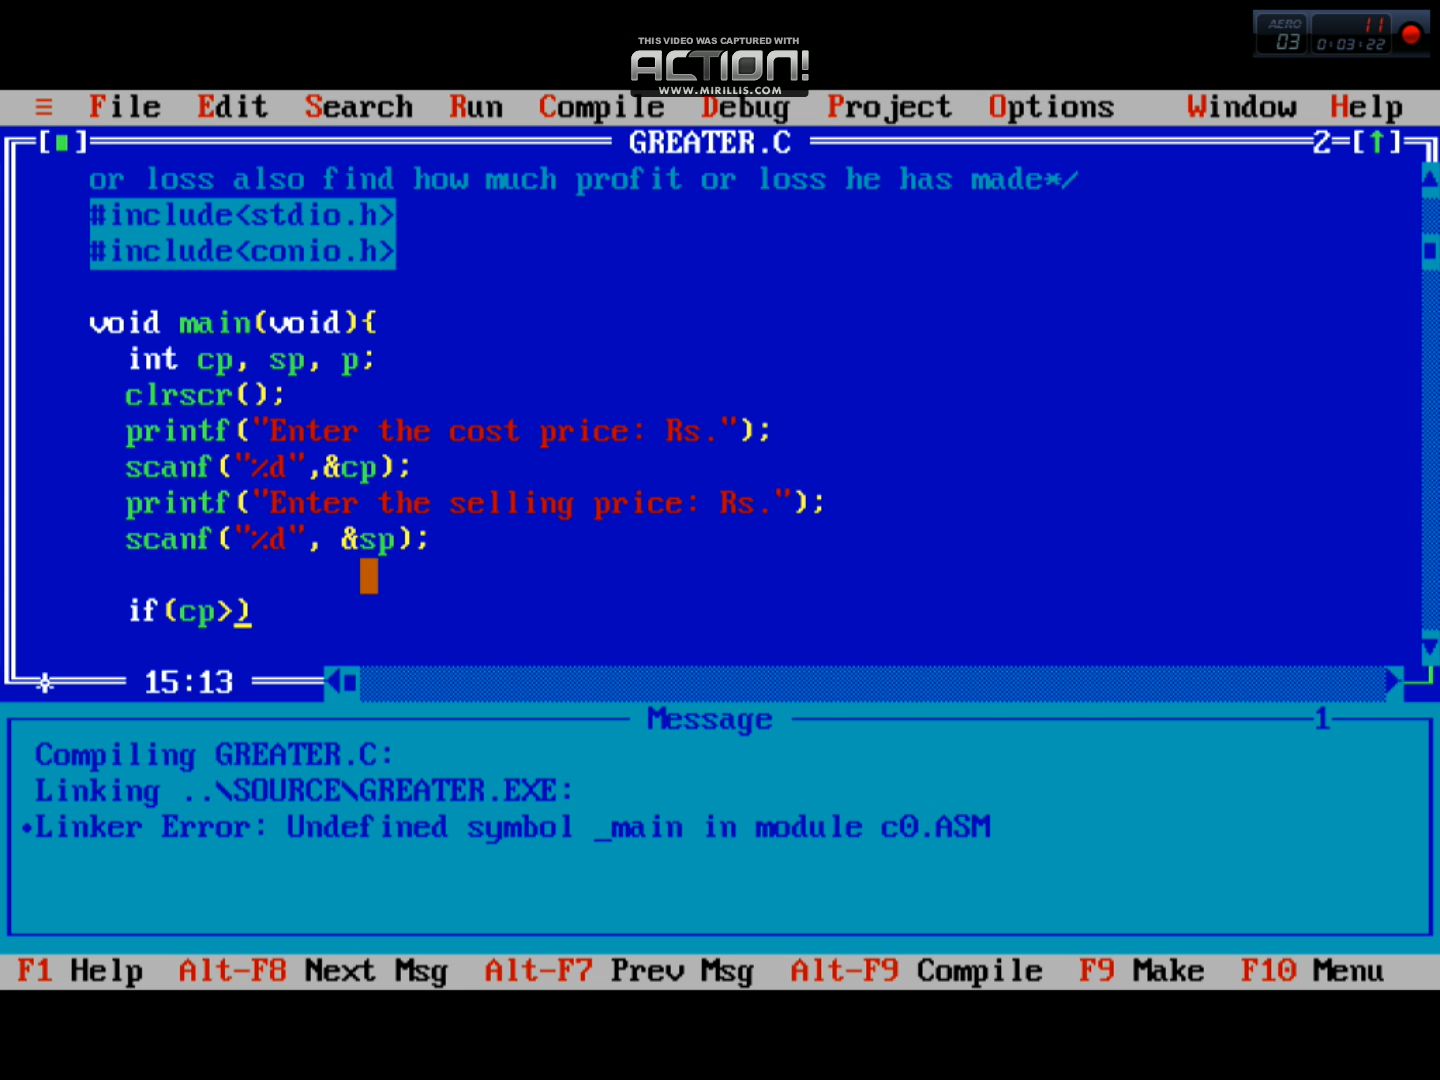 AERO
03
11
0:03:22
THIS VIDEO WAS CAPTURED WITH
ACTION!
WWW.MIRILLIS.COM
≡ File Edit Search Run Compile Debug Project Options Window Help
[■] GREATER.C 2=[↑]
or loss also find how much profit or loss he has made*/
#include<stdio.h>
#include<conio.h>
void main(void){
int cp, sp, p;
clrscr();
printf("Enter the cost price: Rs.");
scanf("%d",&cp);
printf("Enter the selling price: Rs.");
scanf("%d", &sp);
if(cp>)
15:13
Message 1
Compiling GREATER.C:
Linking ..\SOURCE\GREATER.EXE:
•Linker Error: Undefined symbol _main in module c0.ASM
F1 Help Alt-F8 Next Msg Alt-F7 Prev Msg Alt-F9 Compile F9 Make F10 Menu